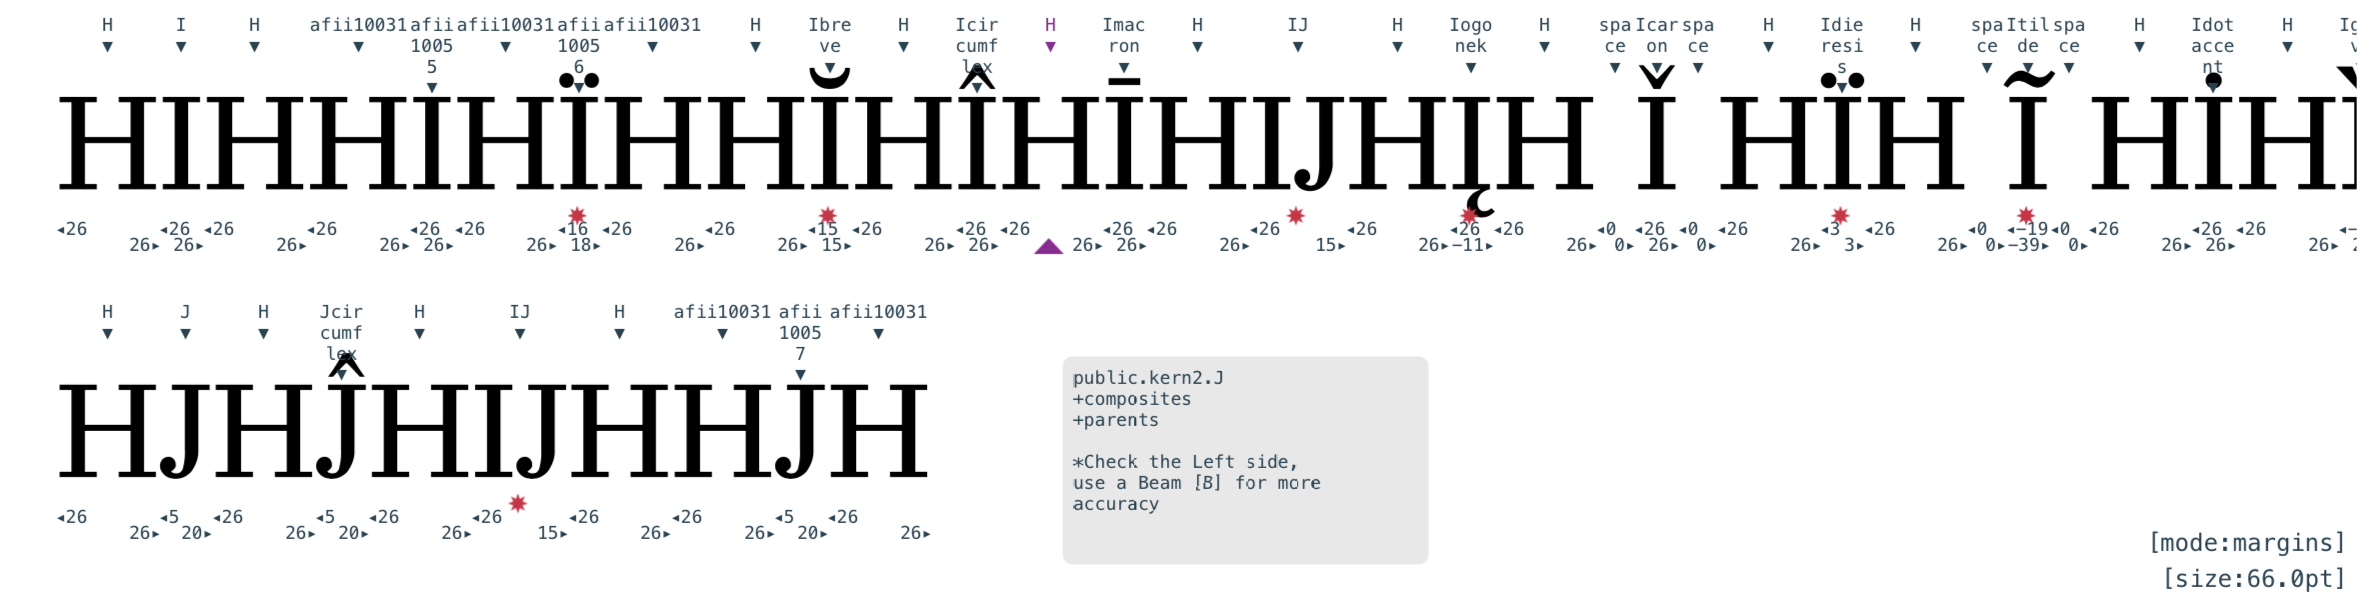 H I H afii10031 afii10055 afii10031 afii10056 afii10031 H Ibreve H Icircumflex H Imacron H IJ H Iogonek H space Icaron space H Idieresis H space Itilde space H Idotaccent H
HIHHIHÏHHĬHÎHĪHIJHĮH Ǐ HÏH Ĩ HİH
◂26 ◂26 ◂26 ◂26 ◂26 ◂26 ◂16 ◂26 ◂26 ◂15 ◂26 ◂26 ◂26 ◂26 ◂26 ◂26 ◂26 ◂26 ◂26 ◂0 ◂26 ◂0 ◂26 ◂3 ◂26 ◂0 ◂−19 ◂0 ◂26 ◂26 ◂26
26▸ 26▸ 26▸ 26▸ 26▸ 26▸ 18▸ 26▸ 26▸ 15▸ 26▸ 26▸ 26▸ 26▸ 26▸ 15▸ 26▸ −11▸ 26▸ 0▸ 26▸ 0▸ 26▸ 3▸ 26▸ 0▸ −39▸ 0▸ 26▸ 26▸ 26▸
H J H Jcircumflex H IJ H afii10031 afii10057 afii10031
HJHĴHIJHHJH
◂26 ◂5 ◂26 ◂5 ◂26 ◂26 ◂26 ◂26 ◂5 ◂26
26▸ 20▸ 26▸ 20▸ 26▸ 15▸ 26▸ 26▸ 20▸ 26▸
public.kern2.J
+composites
+parents
*Check the Left side,
use a Beam [B] for more
accuracy
[mode:margins]
[size:66.0pt]